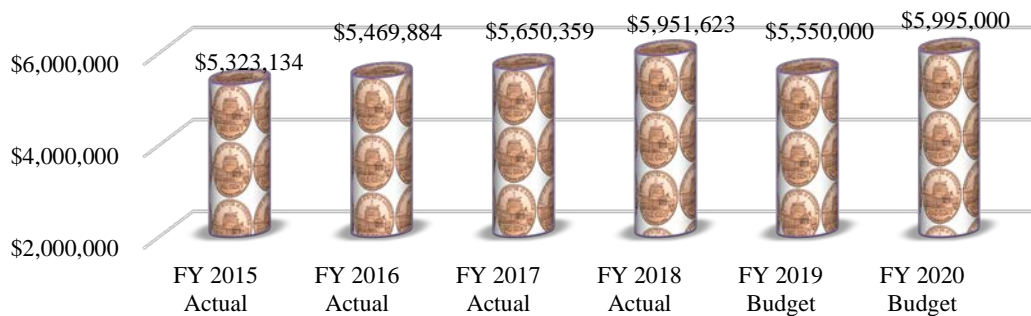 $5,323,134
$5,469,884
$5,650,359
$5,951,623
$5,550,000
$5,995,000
$6,000,000
$4,000,000
$2,000,000
FY 2015 Actual
FY 2016 Actual
FY 2017 Actual
FY 2018 Actual
FY 2019 Budget
FY 2020 Budget